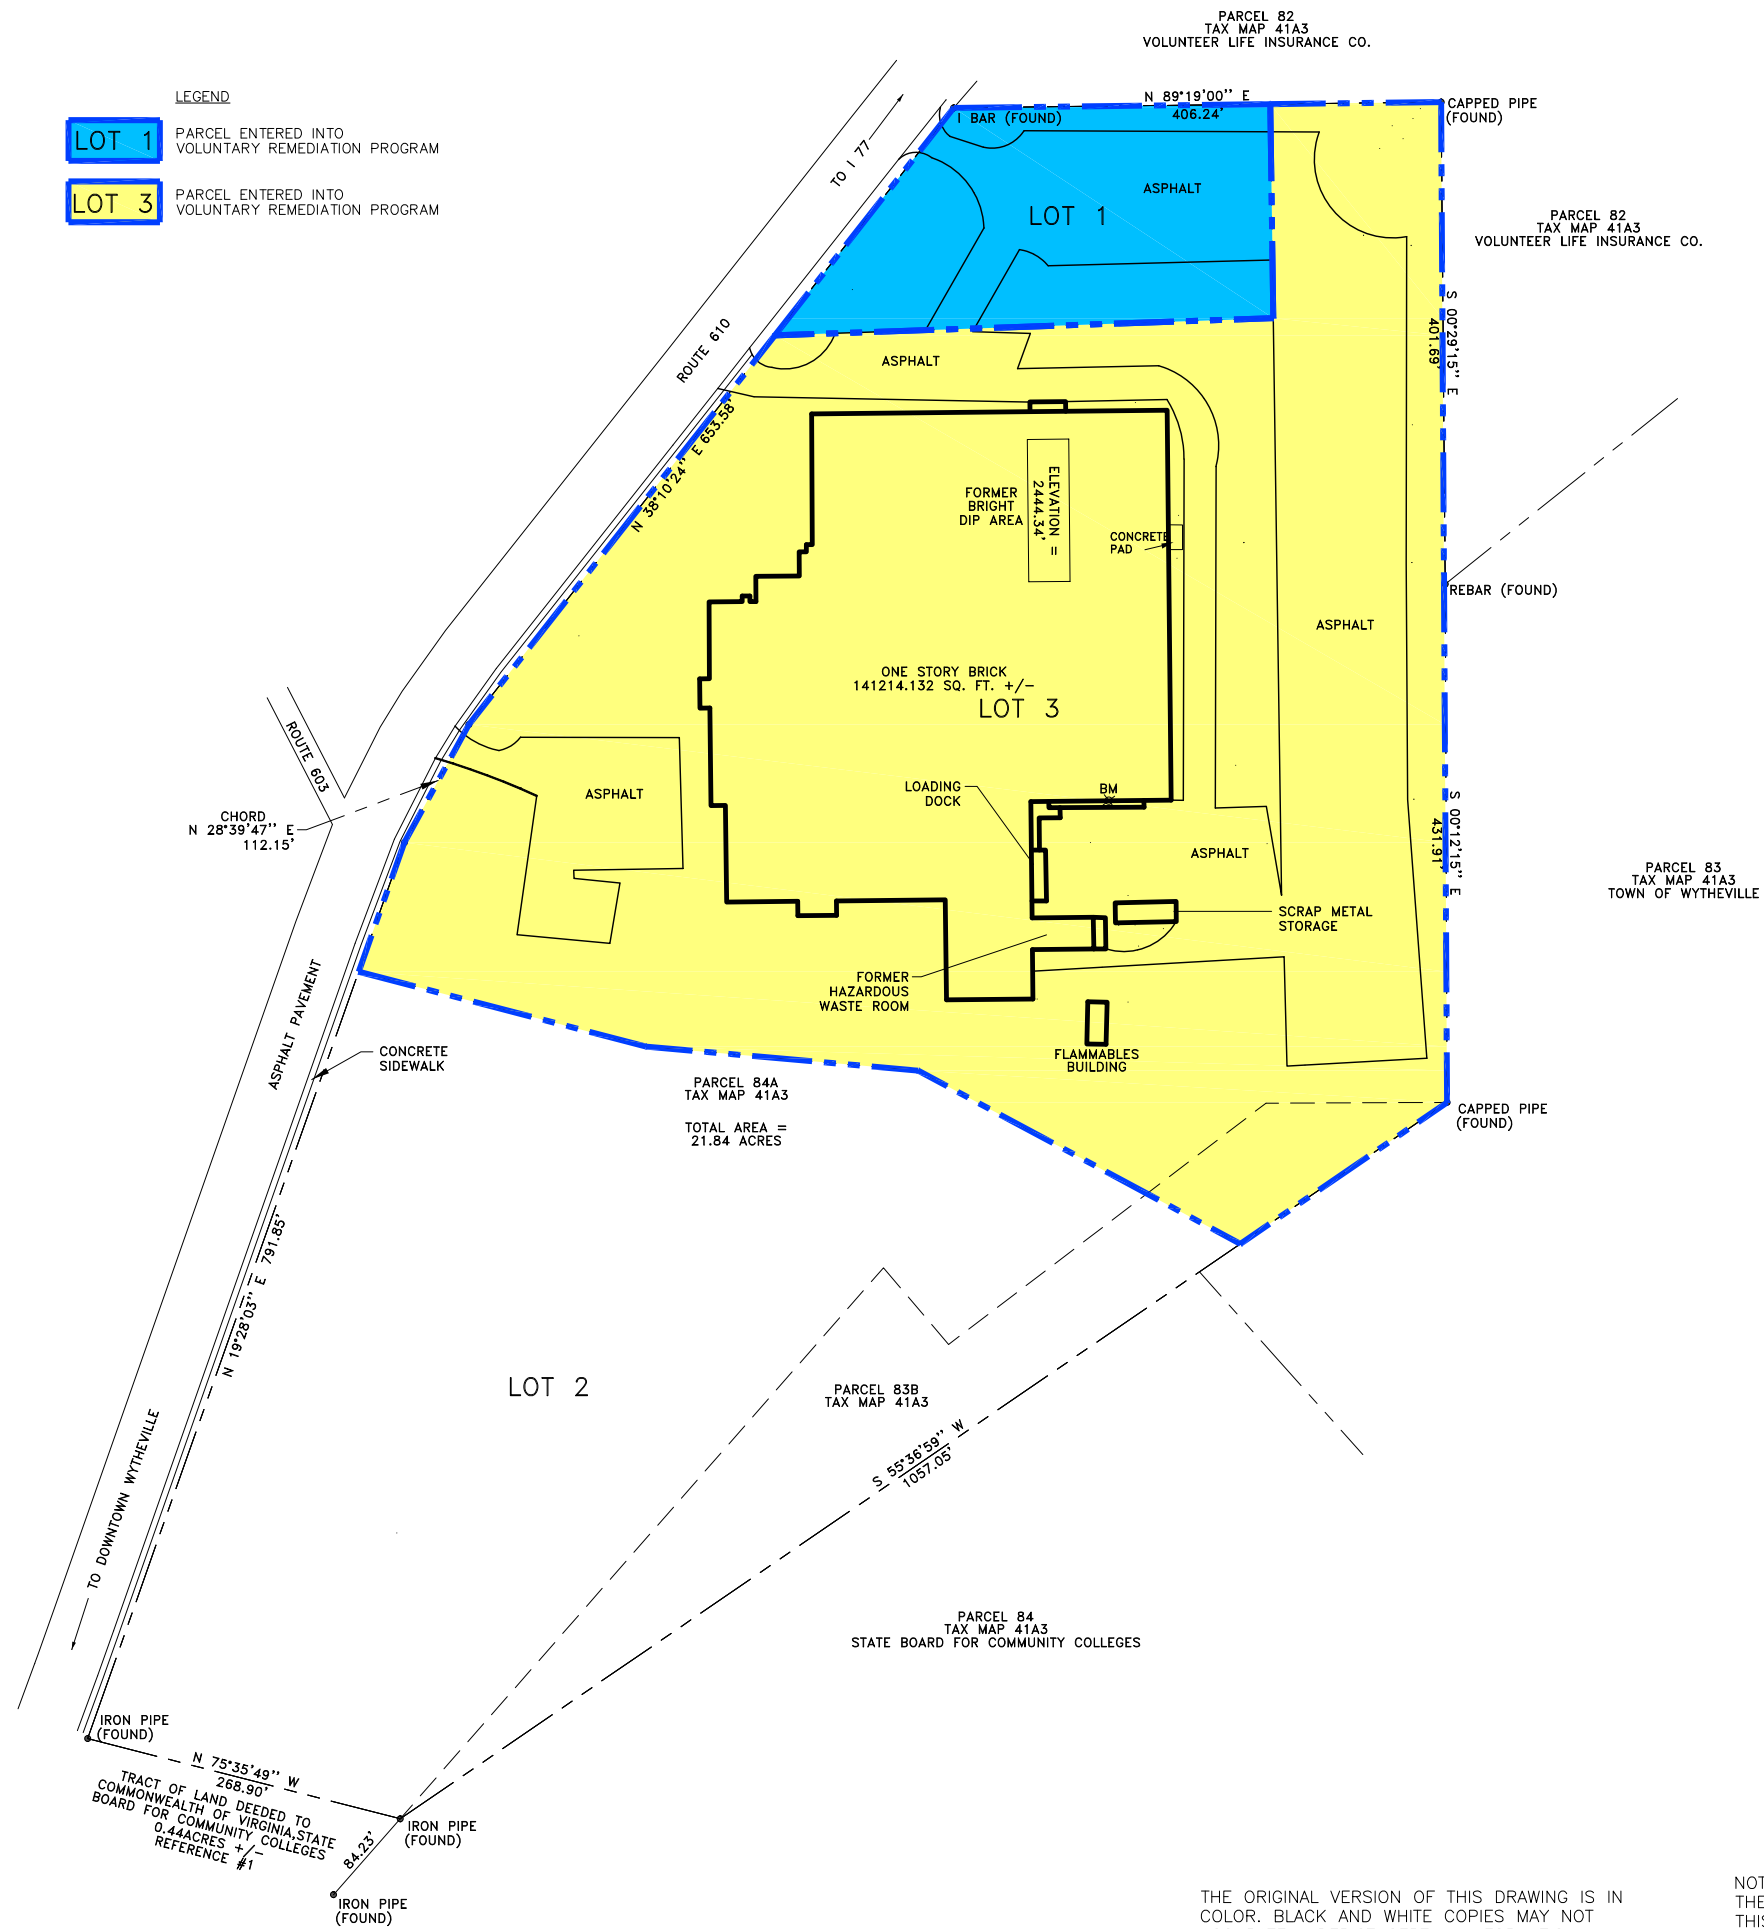 PARCEL 82
TAX MAP 41A3
VOLUNTEER LIFE INSURANCE CO.
LEGEND
LOT 1
PARCEL ENTERED INTO
VOLUNTARY REMEDIATION PROGRAM
LOT 3
PARCEL ENTERED INTO
VOLUNTARY REMEDIATION PROGRAM
N 89°19'00'' E
406.24'
I BAR (FOUND)
CAPPED PIPE
(FOUND)
TO I 77
ASPHALT
LOT 1
PARCEL 82
TAX MAP 41A3
VOLUNTEER LIFE INSURANCE CO.
S 00°29'15'' E
401.69'
ROUTE 610
ASPHALT
N 38°10'24'' E 653.58'
FORMER
BRIGHT
DIP AREA
ELEVATION =
2444.34'
CONCRETE
PAD
REBAR (FOUND)
ASPHALT
ONE STORY BRICK
141214.132 SQ. FT. +/-
LOT 3
ROUTE 603
ASPHALT
LOADING
DOCK
BM
CHORD
N 28°39'47'' E
112.15'
ASPHALT
S 00°12'15'' E
431.91'
PARCEL 83
TAX MAP 41A3
TOWN OF WYTHEVILLE
SCRAP METAL
STORAGE
FORMER
HAZARDOUS
WASTE ROOM
ASPHALT PAVEMENT
CONCRETE
SIDEWALK
FLAMMABLES
BUILDING
PARCEL 84A
TAX MAP 41A3
TOTAL AREA =
21.84 ACRES
CAPPED PIPE
(FOUND)
N 19°28'03'' E 791.85'
LOT 2
PARCEL 83B
TAX MAP 41A3
S 55°36'59'' W
1057.05'
TO DOWNTOWN WYTHEVILLE
PARCEL 84
TAX MAP 41A3
STATE BOARD FOR COMMUNITY COLLEGES
IRON PIPE
(FOUND)
N 75°35'49'' W
268.90'
TRACT OF LAND DEEDED TO
COMMONWEALTH OF VIRGINIA,STATE
BOARD FOR COMMUNITY COLLEGES
0.44ACRES +/-
REFERENCE #1
IRON PIPE
(FOUND)
84.23'
IRON PIPE
(FOUND)
THE ORIGINAL VERSION OF THIS DRAWING IS IN
COLOR. BLACK AND WHITE COPIES MAY NOT
NOT
THE
THIS